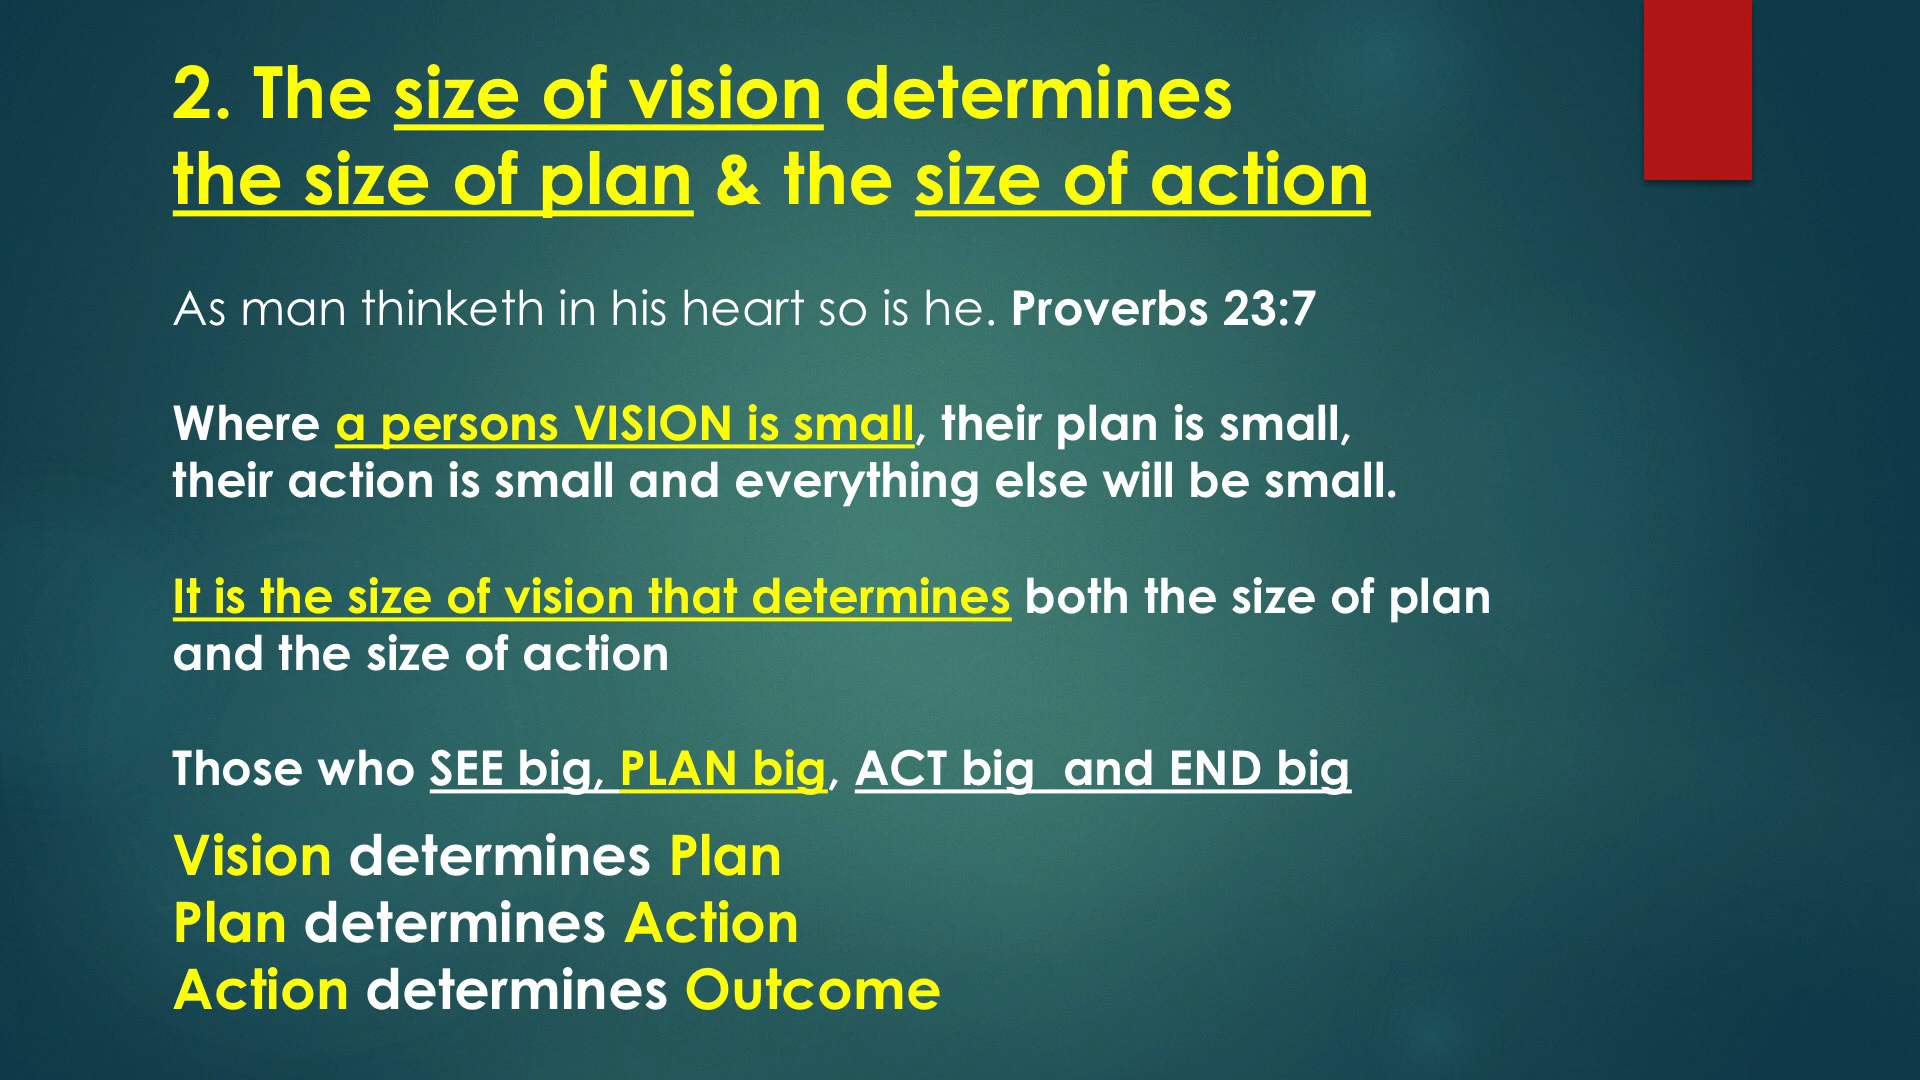 2. The size of vision determines
the size of plan & the size of action
As man thinketh in his heart so is he. Proverbs 23:7
Where a persons VISION is small, their plan is small,
their action is small and everything else will be small.
It is the size of vision that determines both the size of plan
and the size of action
Those who SEE big, PLAN big, ACT big  and END big
Vision determines Plan
Plan determines Action
Action determines Outcome